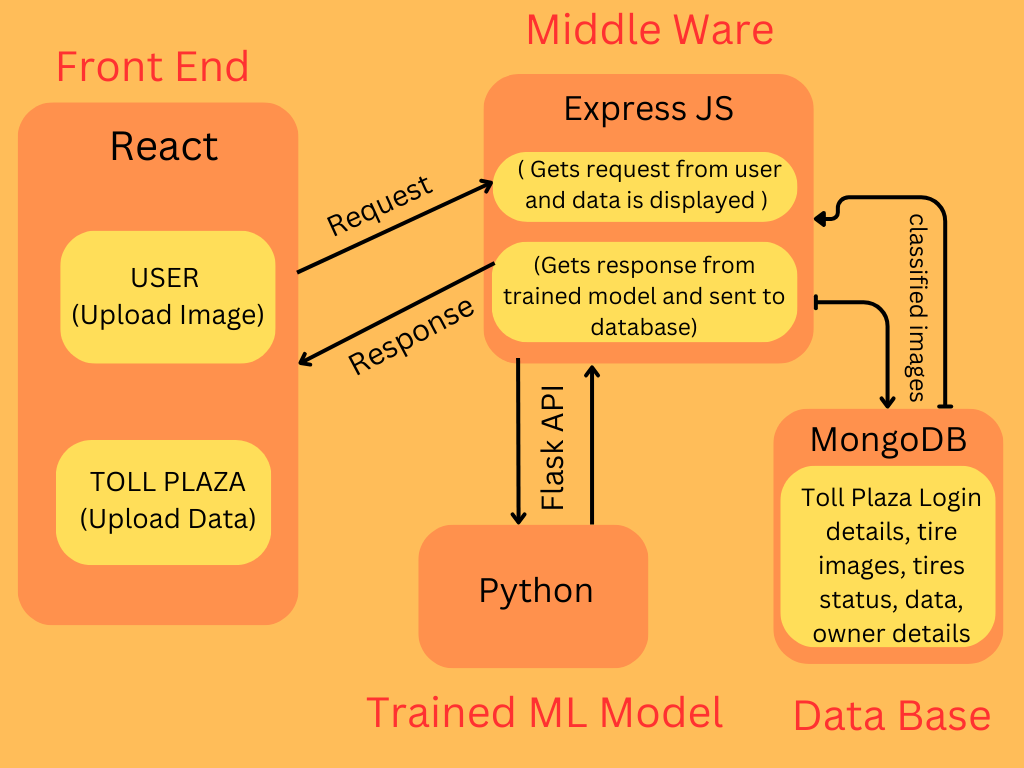 Front End
React
USER
(Upload Image)
TOLL PLAZA
(Upload Data)
Request
Response
Middle Ware
Express JS
( Gets request from user
and data is displayed )
(Gets response from
trained model and sent to
database)
Flask API
Python
Trained ML Model
classified images
MongoDB
Toll Plaza Login
details, tire
images, tires
status, data,
owner details
Data Base